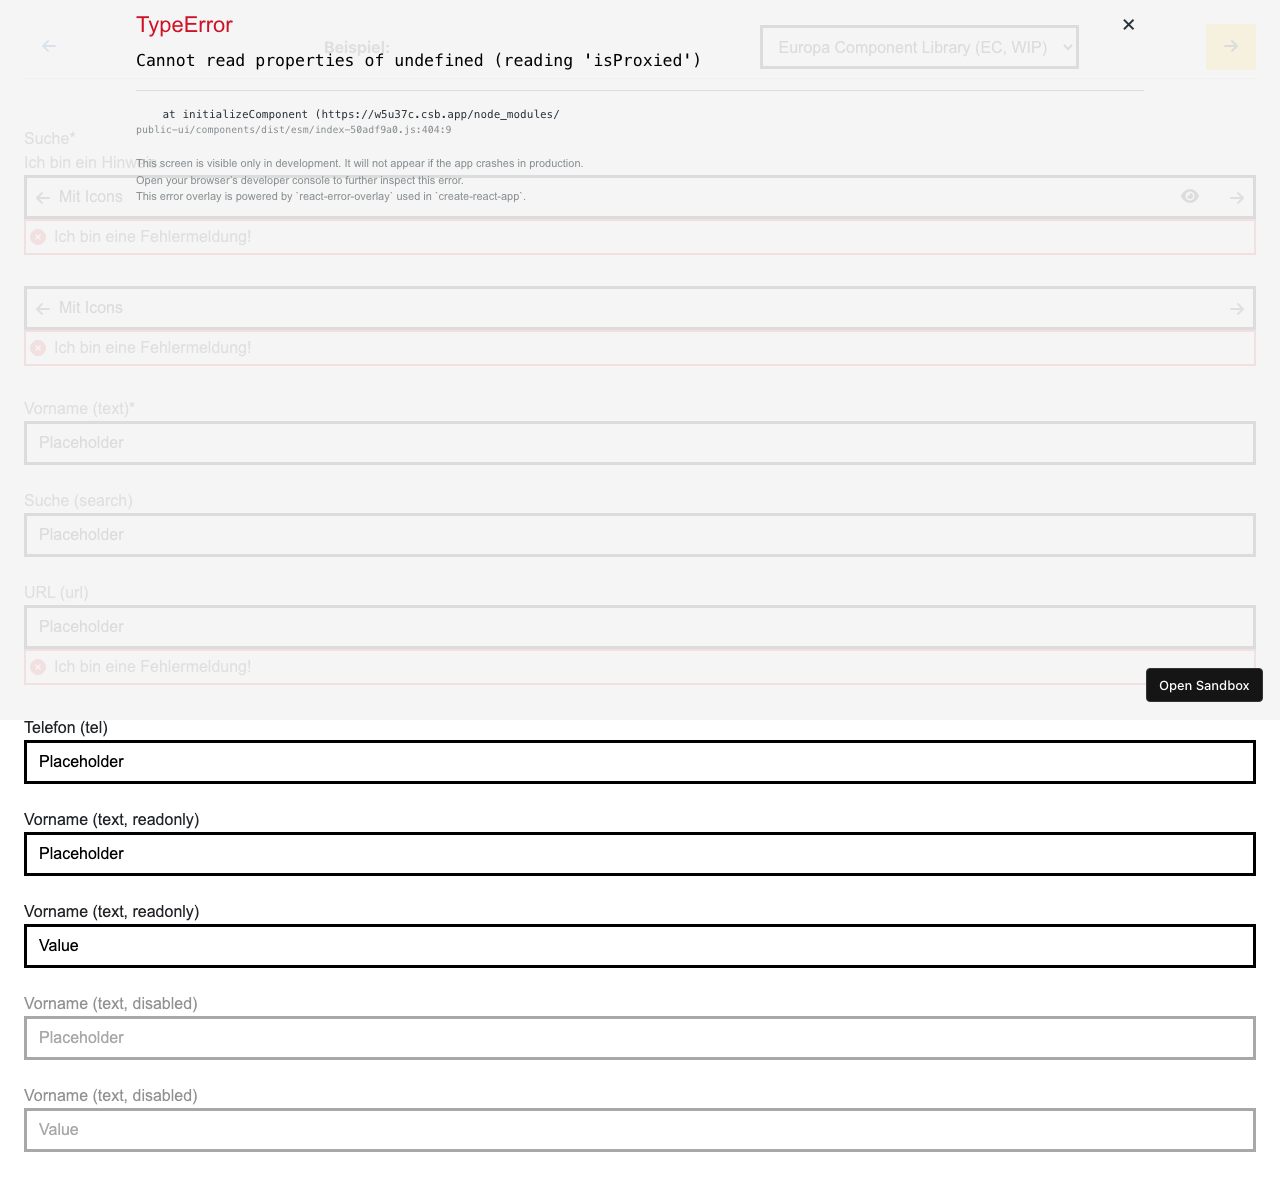 TypeError
Beispiel:
Europa Component Library (EC, WIP)
Cannot read properties of undefined (reading 'isProxied')
at initializeComponent (https://w5u37c.csb.app/node_modules/
public-ui/components/dist/esm/index-50adf9a0.js:404:9
Suche*
Ich bin ein Hinweis
This screen is visible only in development. It will not appear if the app crashes in production.
Open your browser's developer console to further inspect this error.
This error overlay is powered by `react-error-overlay` used in `create-react-app`.
Mit Icons
Ich bin eine Fehlermeldung!
Mit Icons
Ich bin eine Fehlermeldung!
Vorname (text)*
Placeholder
Suche (search)
Placeholder
URL (url)
Placeholder
Ich bin eine Fehlermeldung!
Open Sandbox
Telefon (tel)
Placeholder
Vorname (text, readonly)
Placeholder
Vorname (text, readonly)
Value
Vorname (text, disabled)
Placeholder
Vorname (text, disabled)
Value